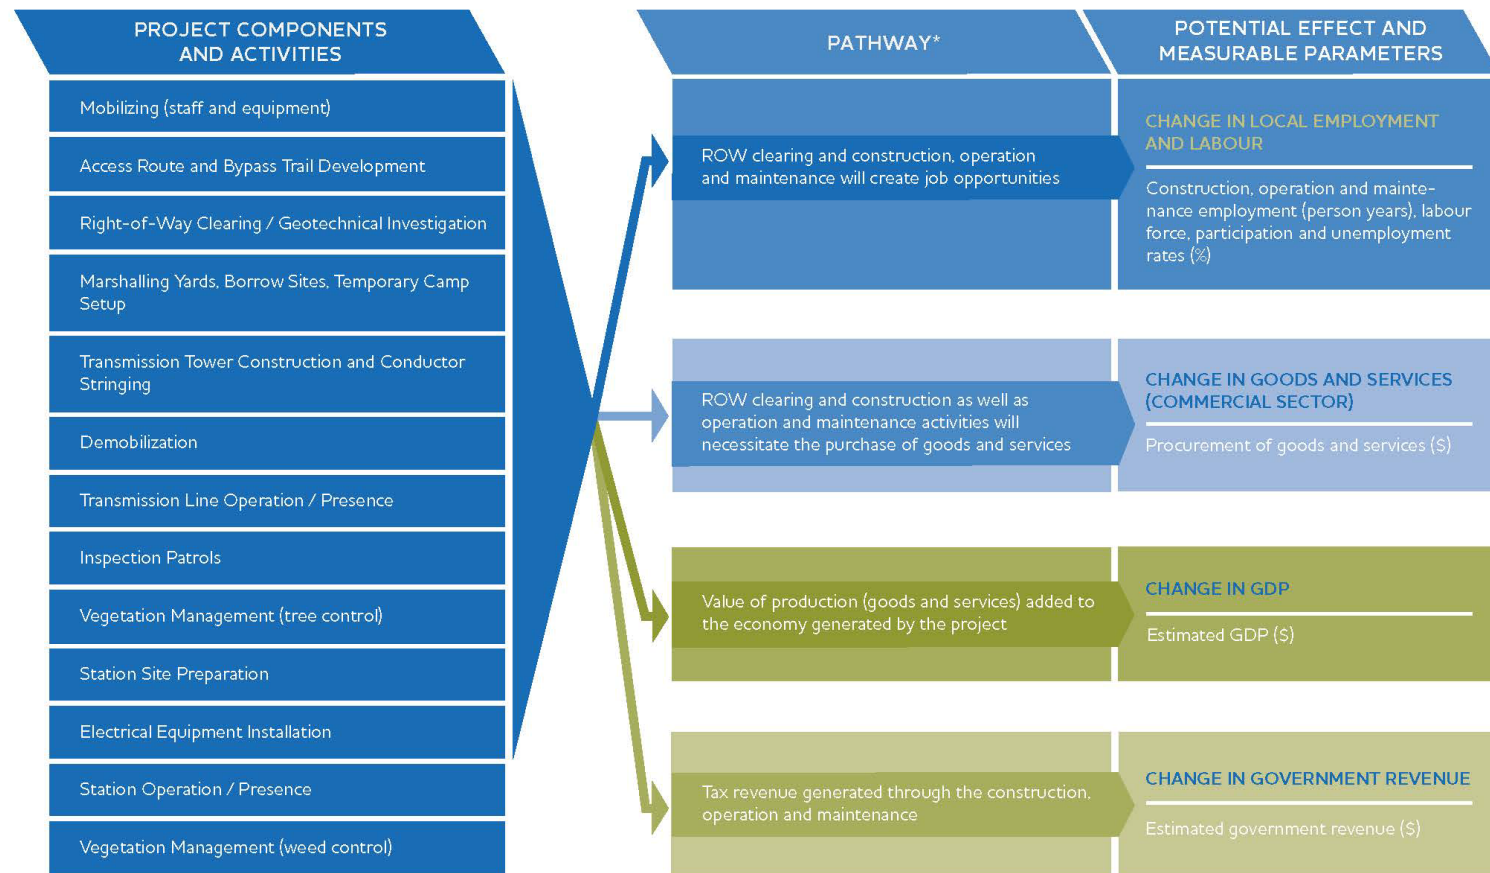 PROJECT COMPONENTS
AND ACTIVITIES
Mobilizing (staff and equipment)
Access Route and Bypass Trail Development
Right-of-Way Clearing / Geotechnical Investigation
Marshalling Yards, Borrow Sites, Temporary Camp
Setup
Transmission Tower Construction and Conductor
Stringing
Demobilization
Transmission Line Operation / Presence
Inspection Patrols
Vegetation Management (tree control)
Station Site Preparation
Electrical Equipment Installation
Station Operation / Presence
Vegetation Management (weed control)
PATHWAY*
ROW clearing and construction, operation
and maintenance will create job opportunities
ROW clearing and construction as well as
operation and maintenance activities will
necessitate the purchase of goods and services
Value of production (goods and services) added to
the economy generated by the project
Tax revenue generated through the construction,
operation and maintenance
POTENTIAL EFFECT AND
MEASURABLE PARAMETERS
CHANGE IN LOCAL EMPLOYMENT
AND LABOUR
Construction, operation and mainte-
nance employment (person years), labour
force, participation and unemployment
rates (%)
CHANGE IN GOODS AND SERVICES
(COMMERCIAL SECTOR)
Procurement of goods and services ($)
CHANGE IN GDP
Estimated GDP ($)
CHANGE IN GOVERNMENT REVENUE
Estimated government revenue ($)